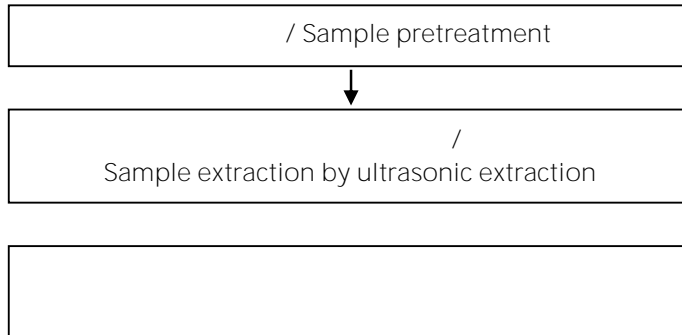 / Sample pretreatment
/
Sample extraction by ultrasonic extraction